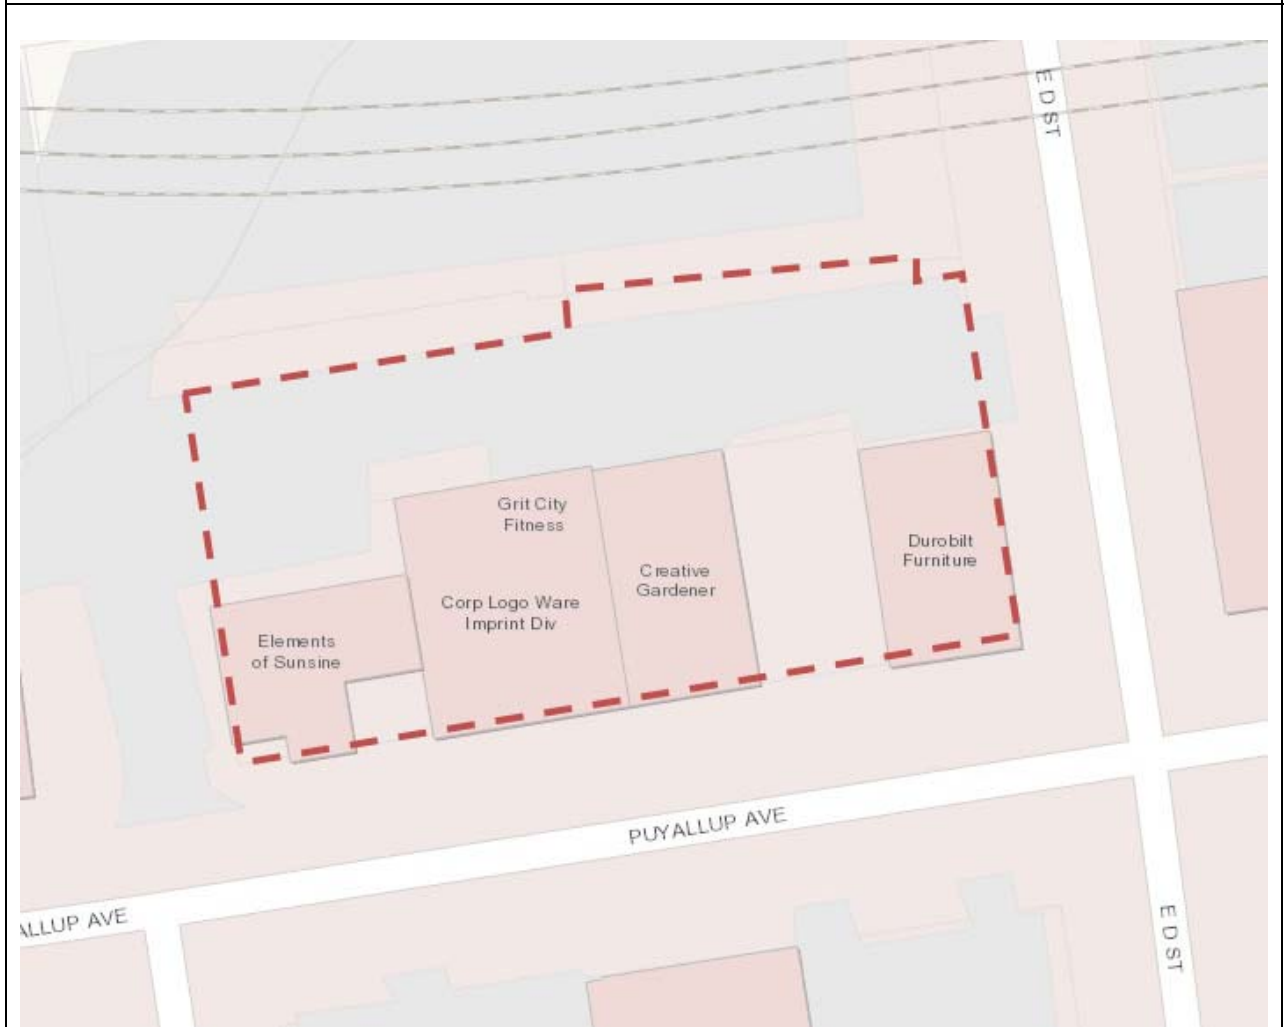 E D ST
Grit City
Fitness
Creative
Gardener
Durobilt
Furniture
Corp Logo Ware
Imprint Div
Elements
of Sunsine
PUYALLUP AVE
ALLUP AVE
E D ST